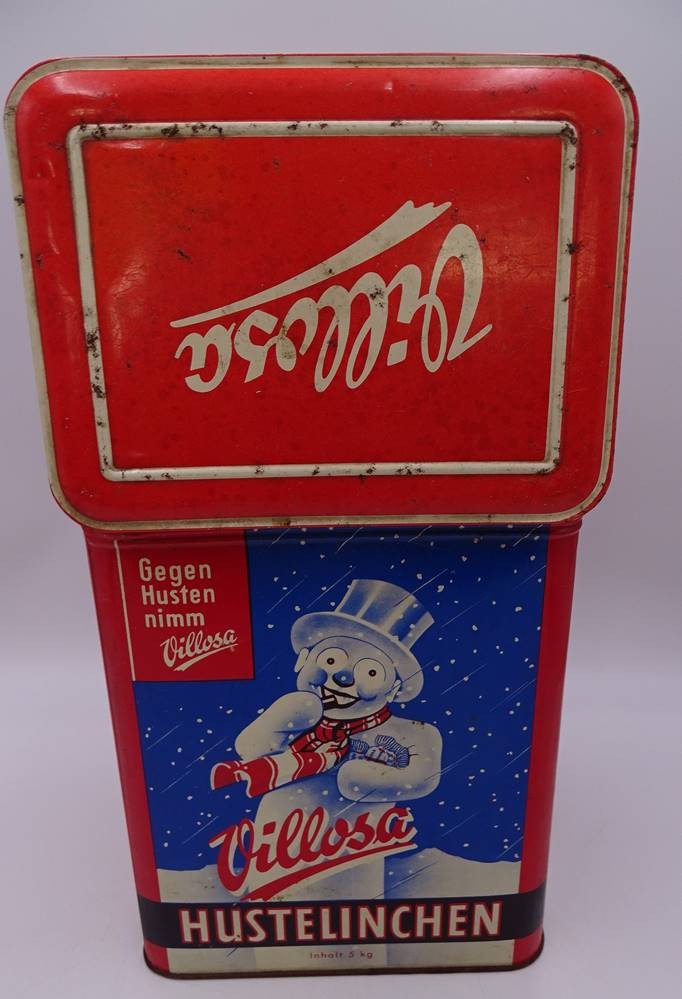 Villosa
Gegen
Husten
nimm
Villosa
Villosa
HUSTELINCHEN
Inhalt 5 kg